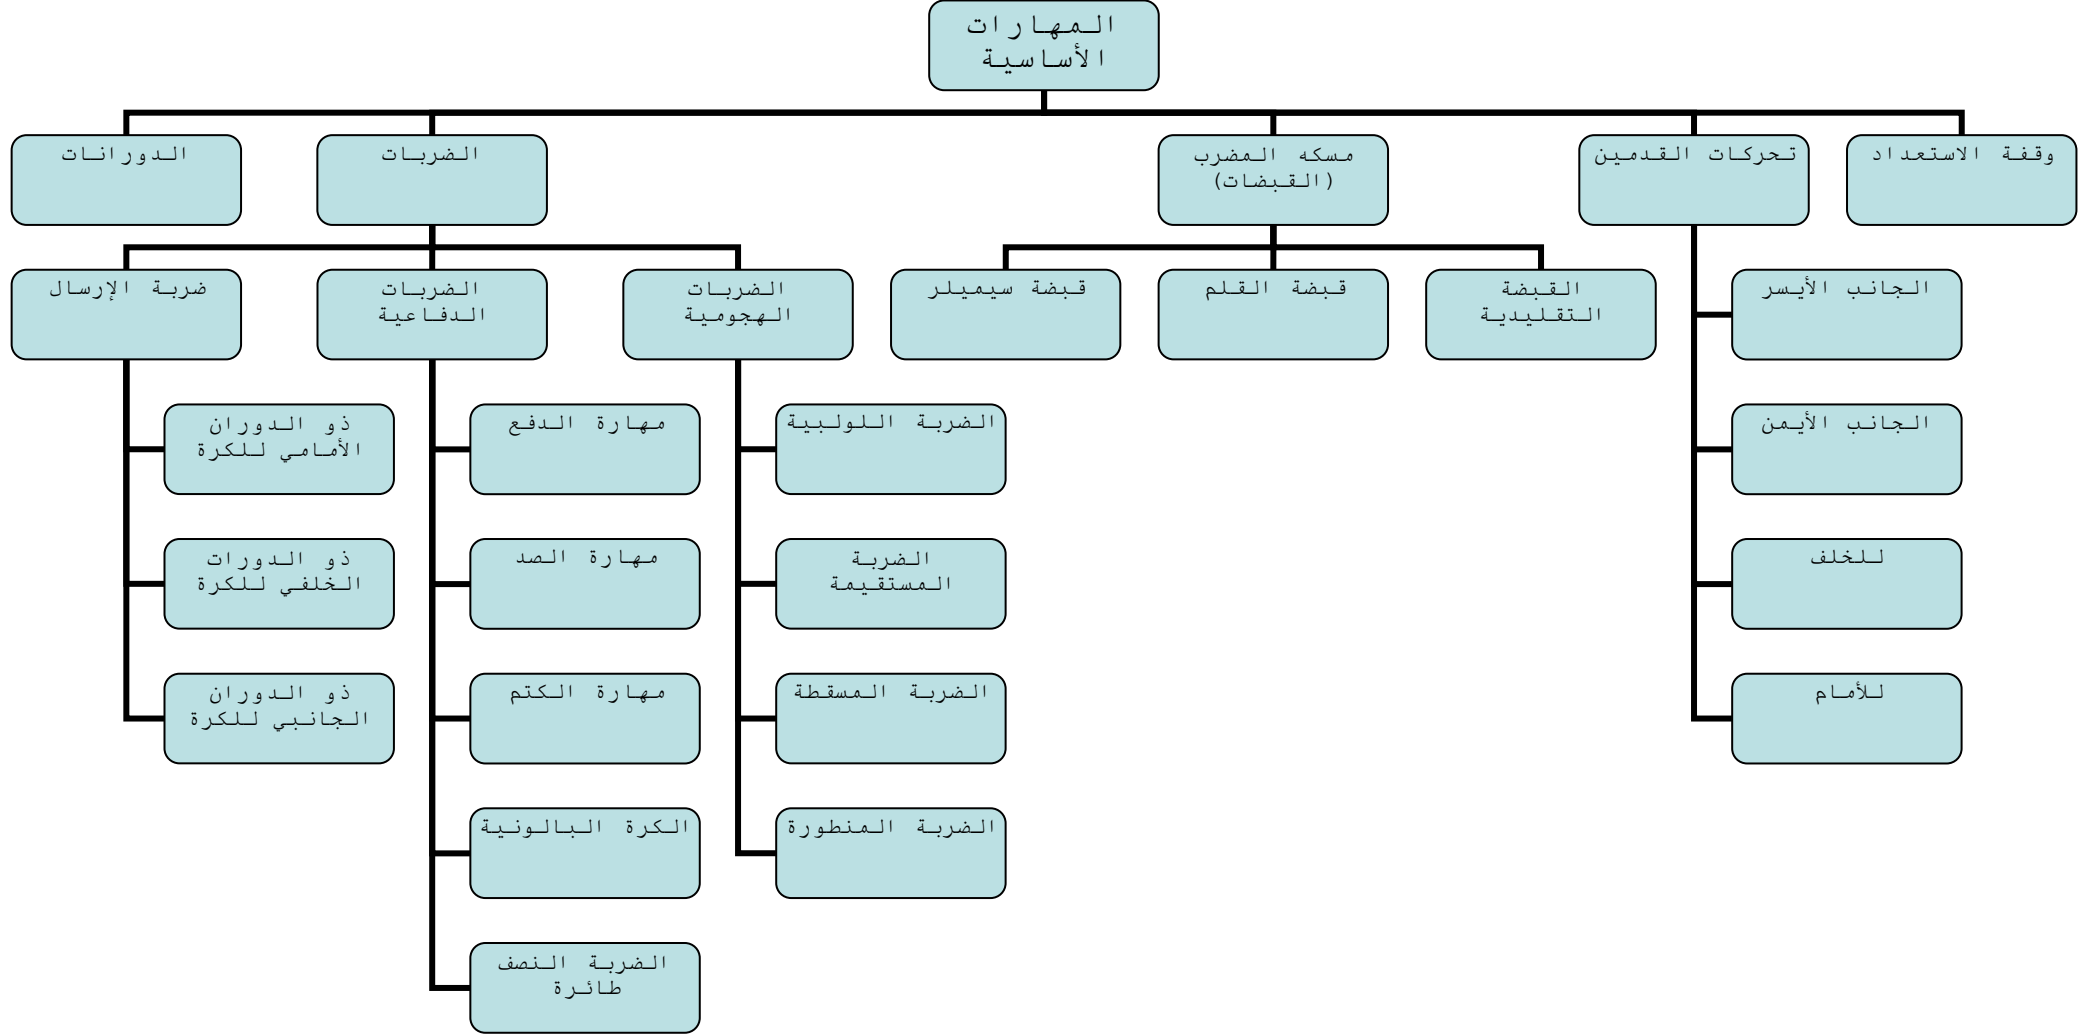 المهارات
الأساسية
وقفة الاستعداد
تحركات القدمين
مسكه المضرب
(القبضات)
الضربات
الدورانات
الجانب الأيسر
الجانب الأيمن
للخلف
للأمام
القبضة
التقليدية
قبضة القلم
قبضة سيميلر
الضربات
الهجومية
الضربات
الدفاعية
ضربة الإرسال
الضربة اللولبية
الضربة
المستقيمة
الضربة المسقطة
الضربة المنطورة
مهارة الدفع
مهارة الصد
مهارة الكتم
الكرة البالونية
الضربة النصف
طائرة
ذو الدوران
الأمامي للكرة
ذو الدورات
الخلفي للكرة
ذو الدوران
الجانبي للكرة